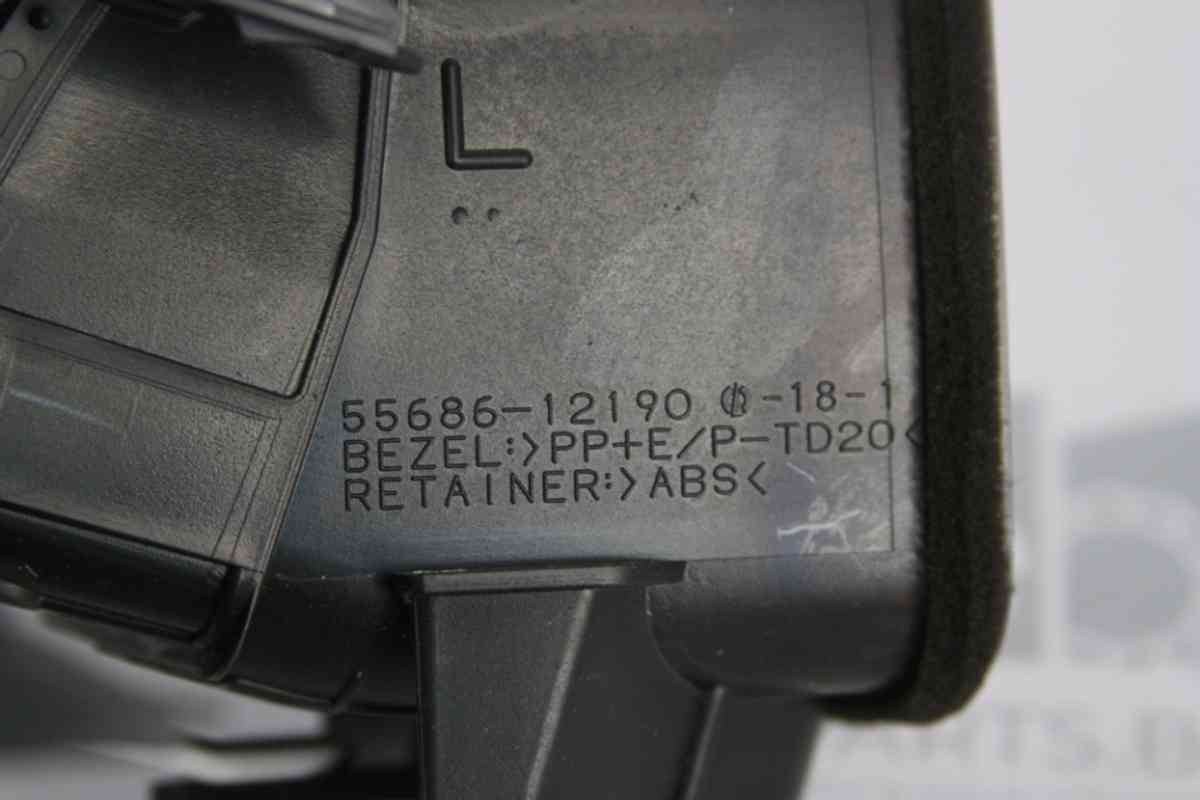 L
55686-12190 -18-1
BEZEL:>PP+E/P-TD20<
RETAINER:>ABS<